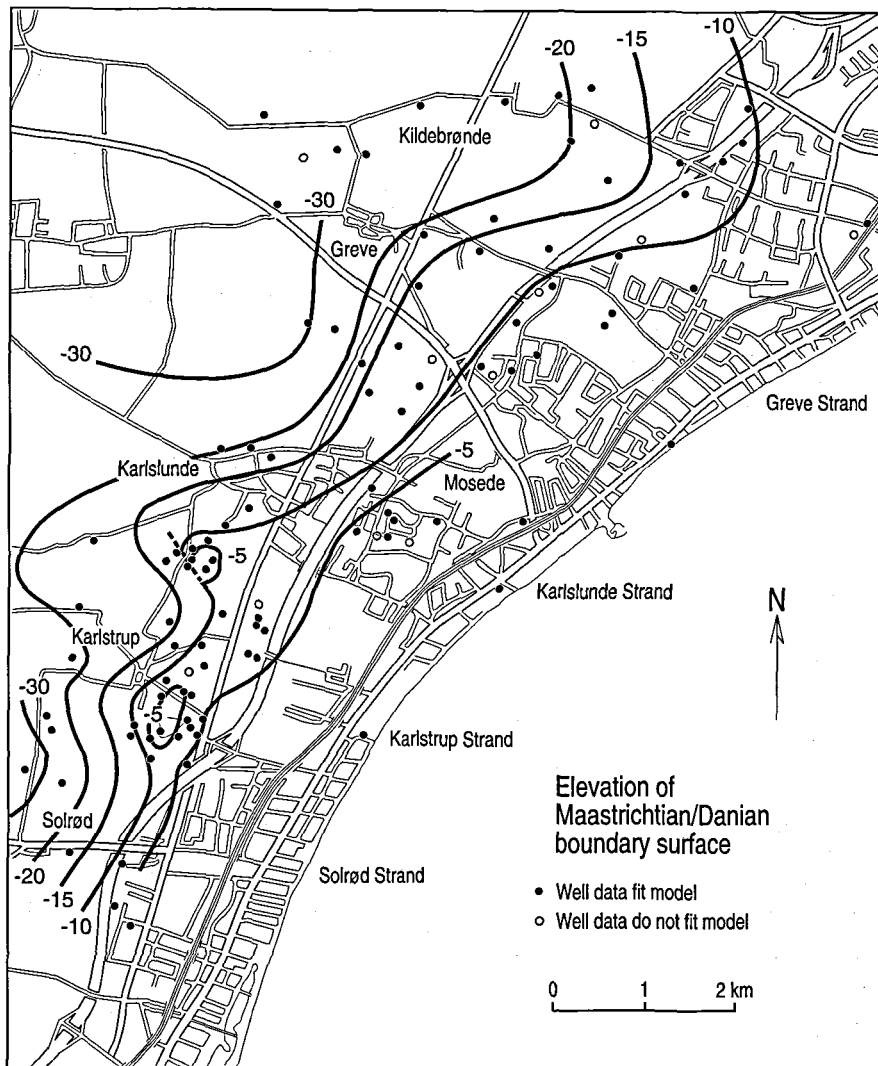 -20
-15
-10
Kildebrønde
-30
Greve
-30
Greve Strand
-5
Karlslunde
Mosede
-5
Karlslunde Strand
N
Karlstrup
-30
-5
Karlstrup Strand
Elevation of
Maastrichtian/Danian
boundary surface
Solrød
Solrød Strand
-20
Well data fit model
-15
-10
Well data do not fit model
0 1 2 km